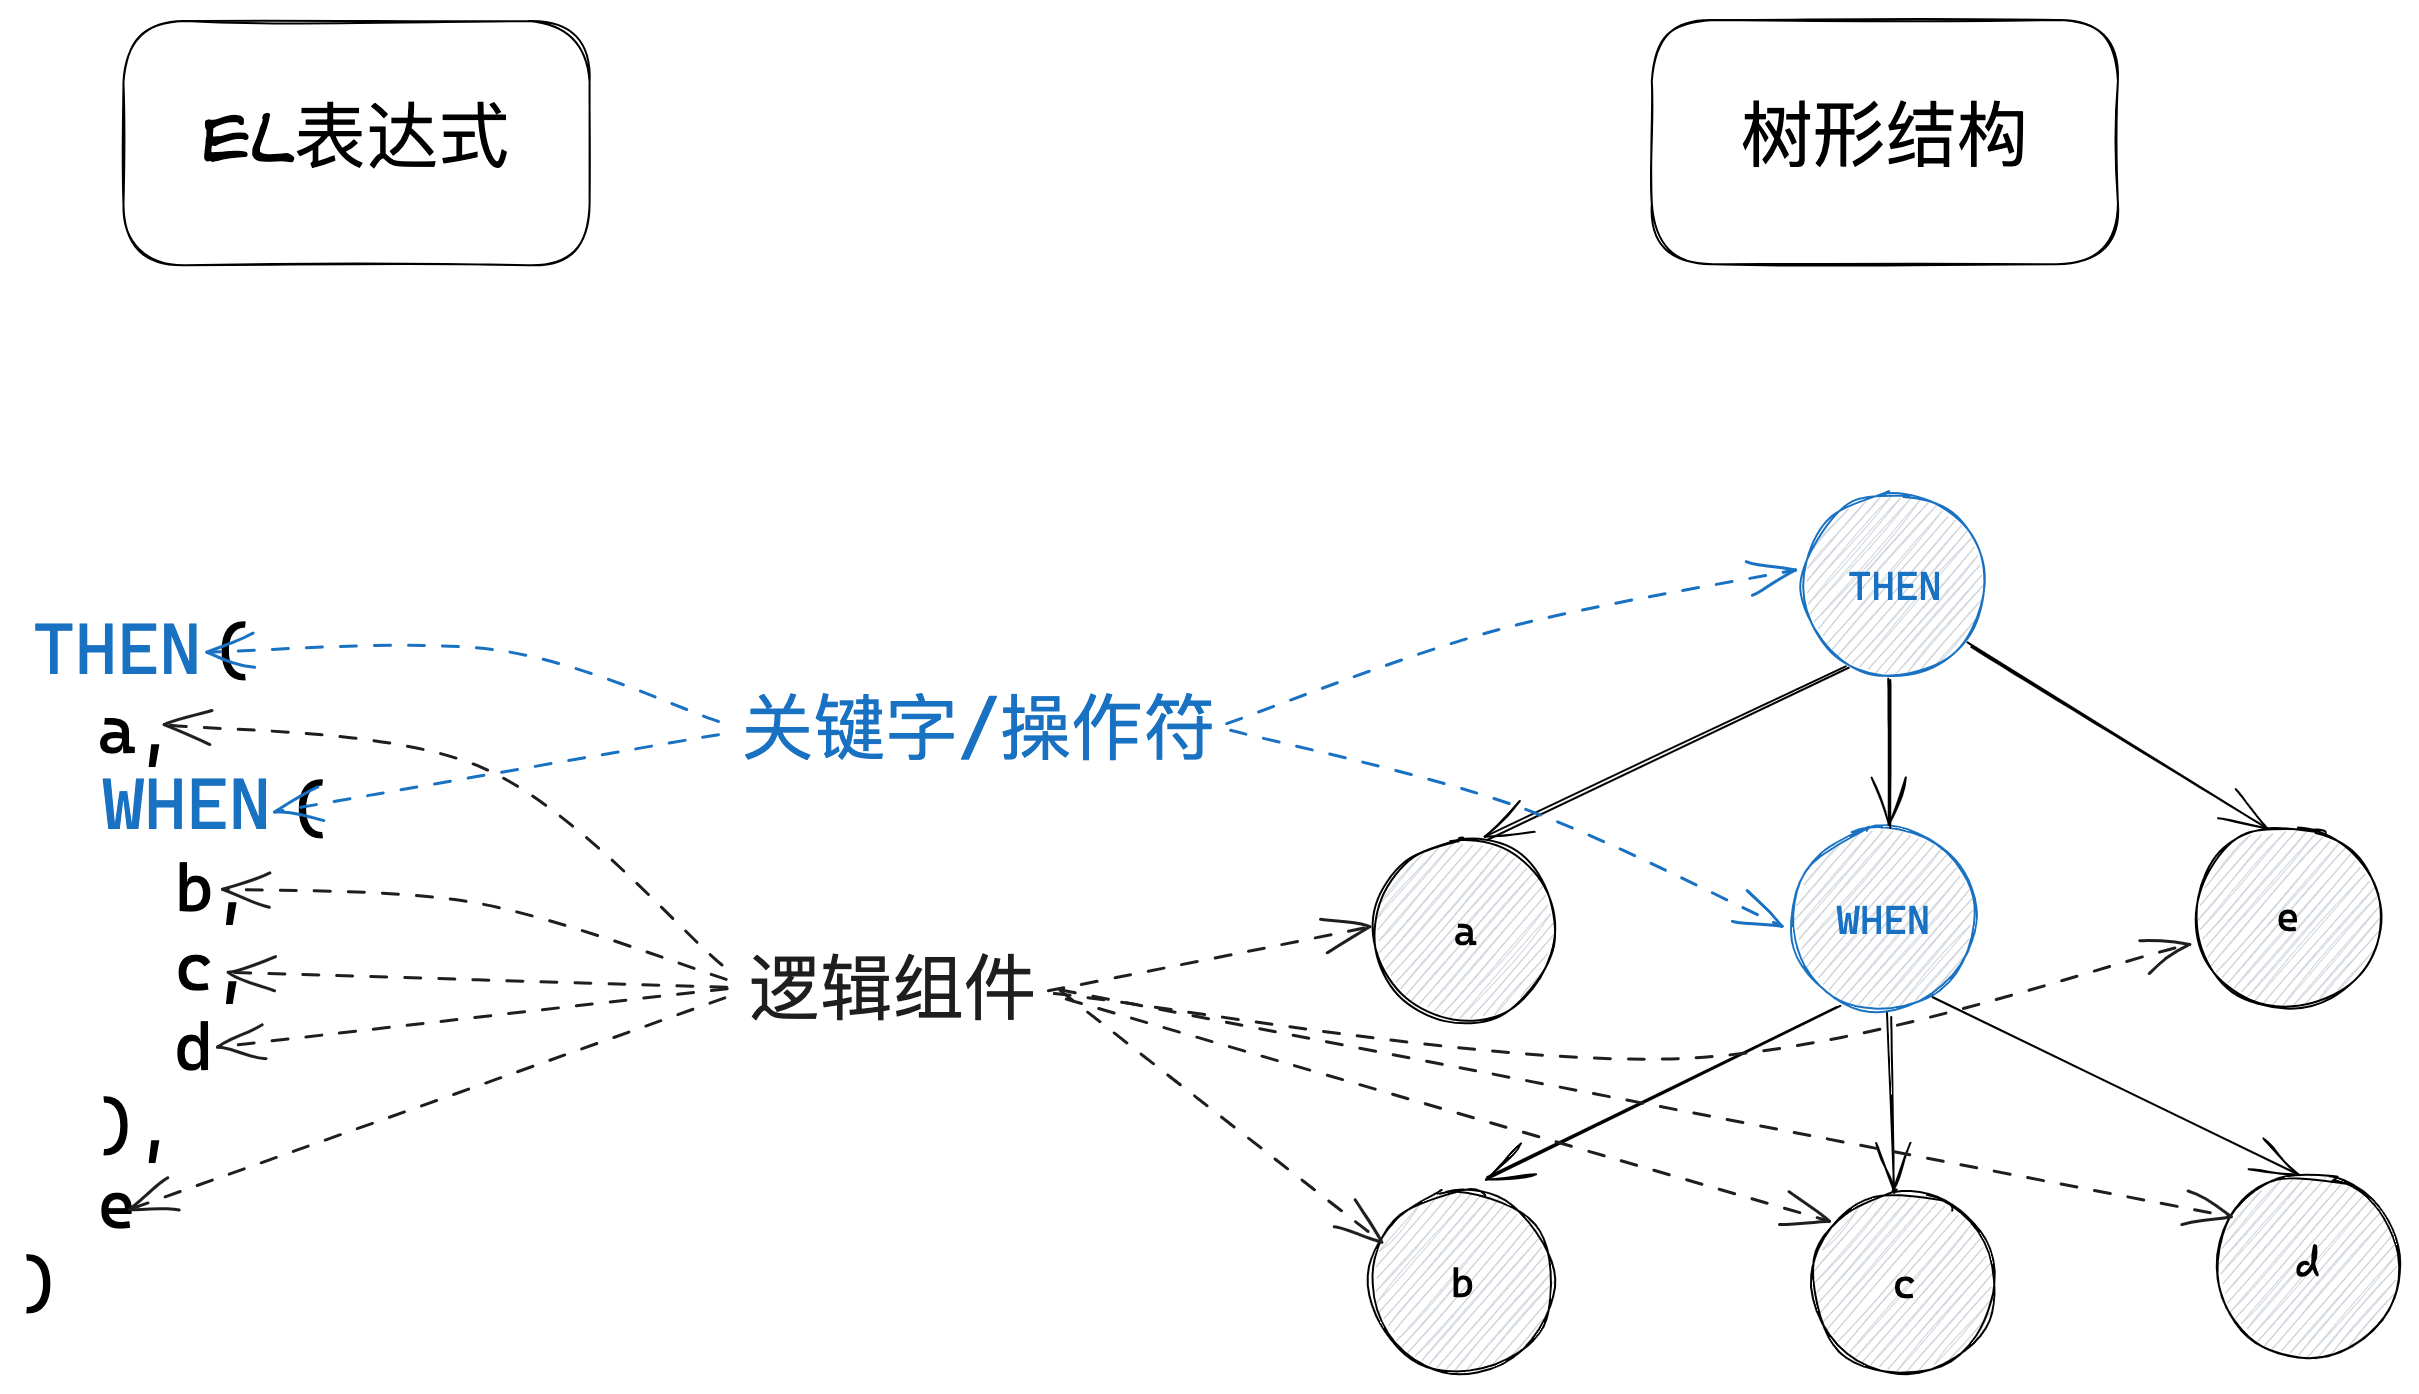 EL表达式
树形结构
THEN(
a,
WHEN(
b,
c,
d
),
e
)
关键字/操作符
逻辑组件
THEN
a
WHEN
e
b
c
d